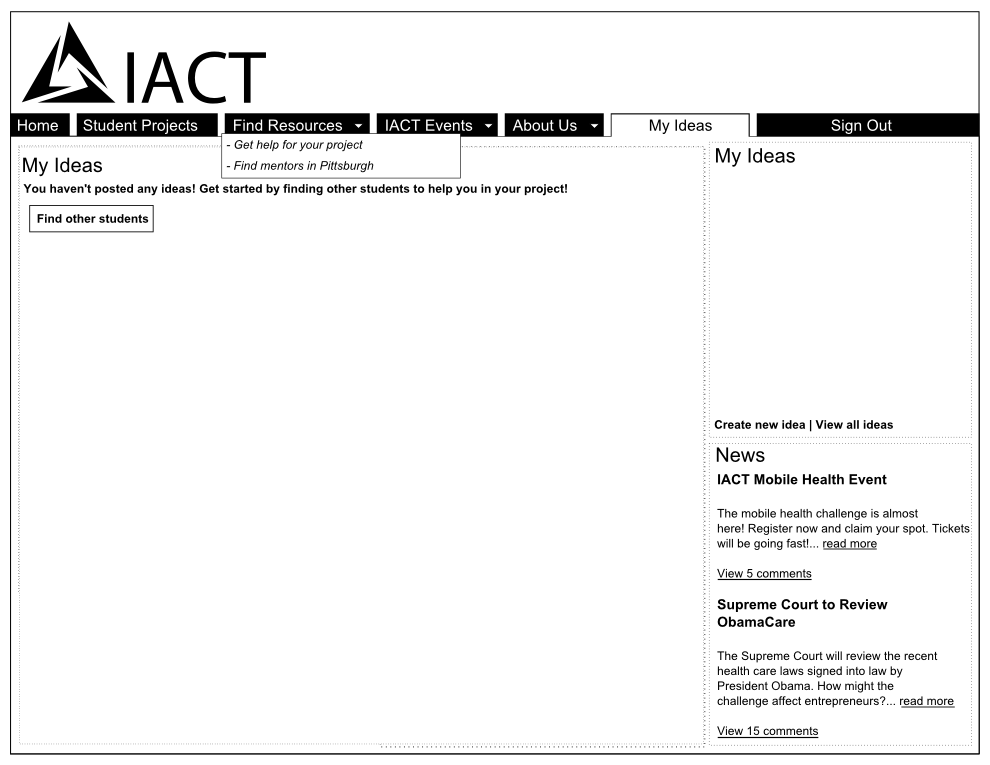 IACT
Home Student Projects Find Resources IACT Events About Us My Ideas Sign Out
- Get help for your project
- Find mentors in Pittsburgh
My Ideas
You haven't posted any ideas! Get started by finding other students to help you in your project!
Find other students
My Ideas
Create new idea | View all ideas
News
IACT Mobile Health Event
The mobile health challenge is almost
here! Register now and claim your spot. Tickets
will be going fast!... read more
View 5 comments
Supreme Court to Review
ObamaCare
The Supreme Court will review the recent
health care laws signed into law by
President Obama. How might the
challenge affect entrepreneurs?... read more
View 15 comments